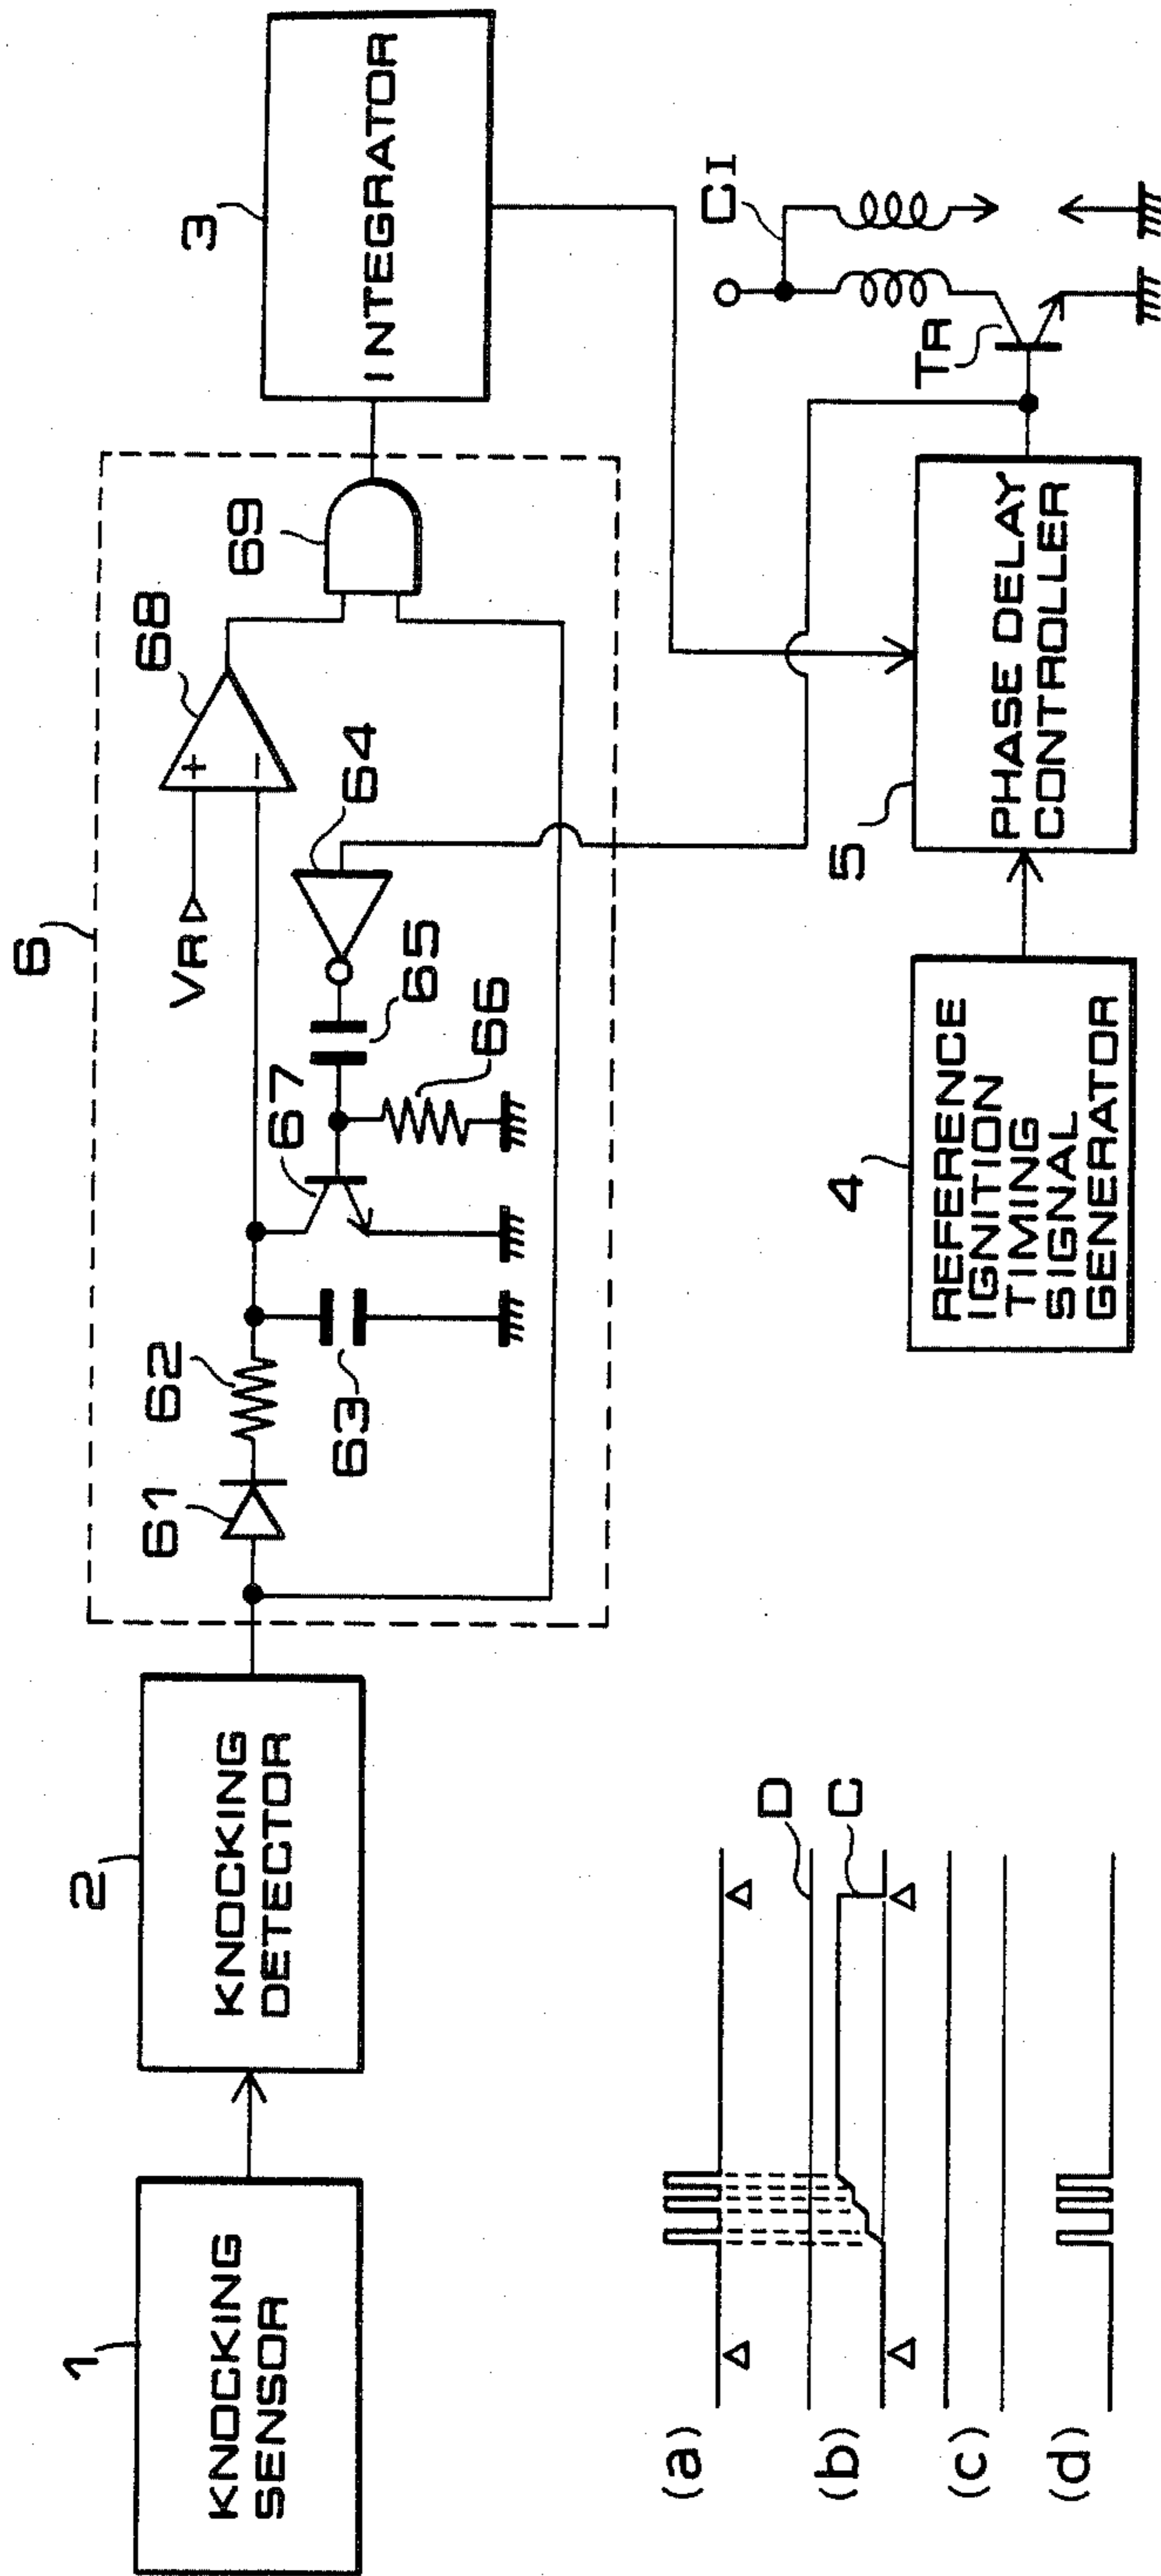 1
KNOCKING
SENSOR
2
KNOCKING
DETECTOR
6
61
62
63
67
66
65
64
VR
+
−
68
69
3
INTEGRATOR
4
REFERENCE
IGNITION
TIMING
SIGNAL
GENERATOR
5
PHASE DELAY
CONTROLLER
TR
CI
(a)
(b)
D
C
(c)
(d)